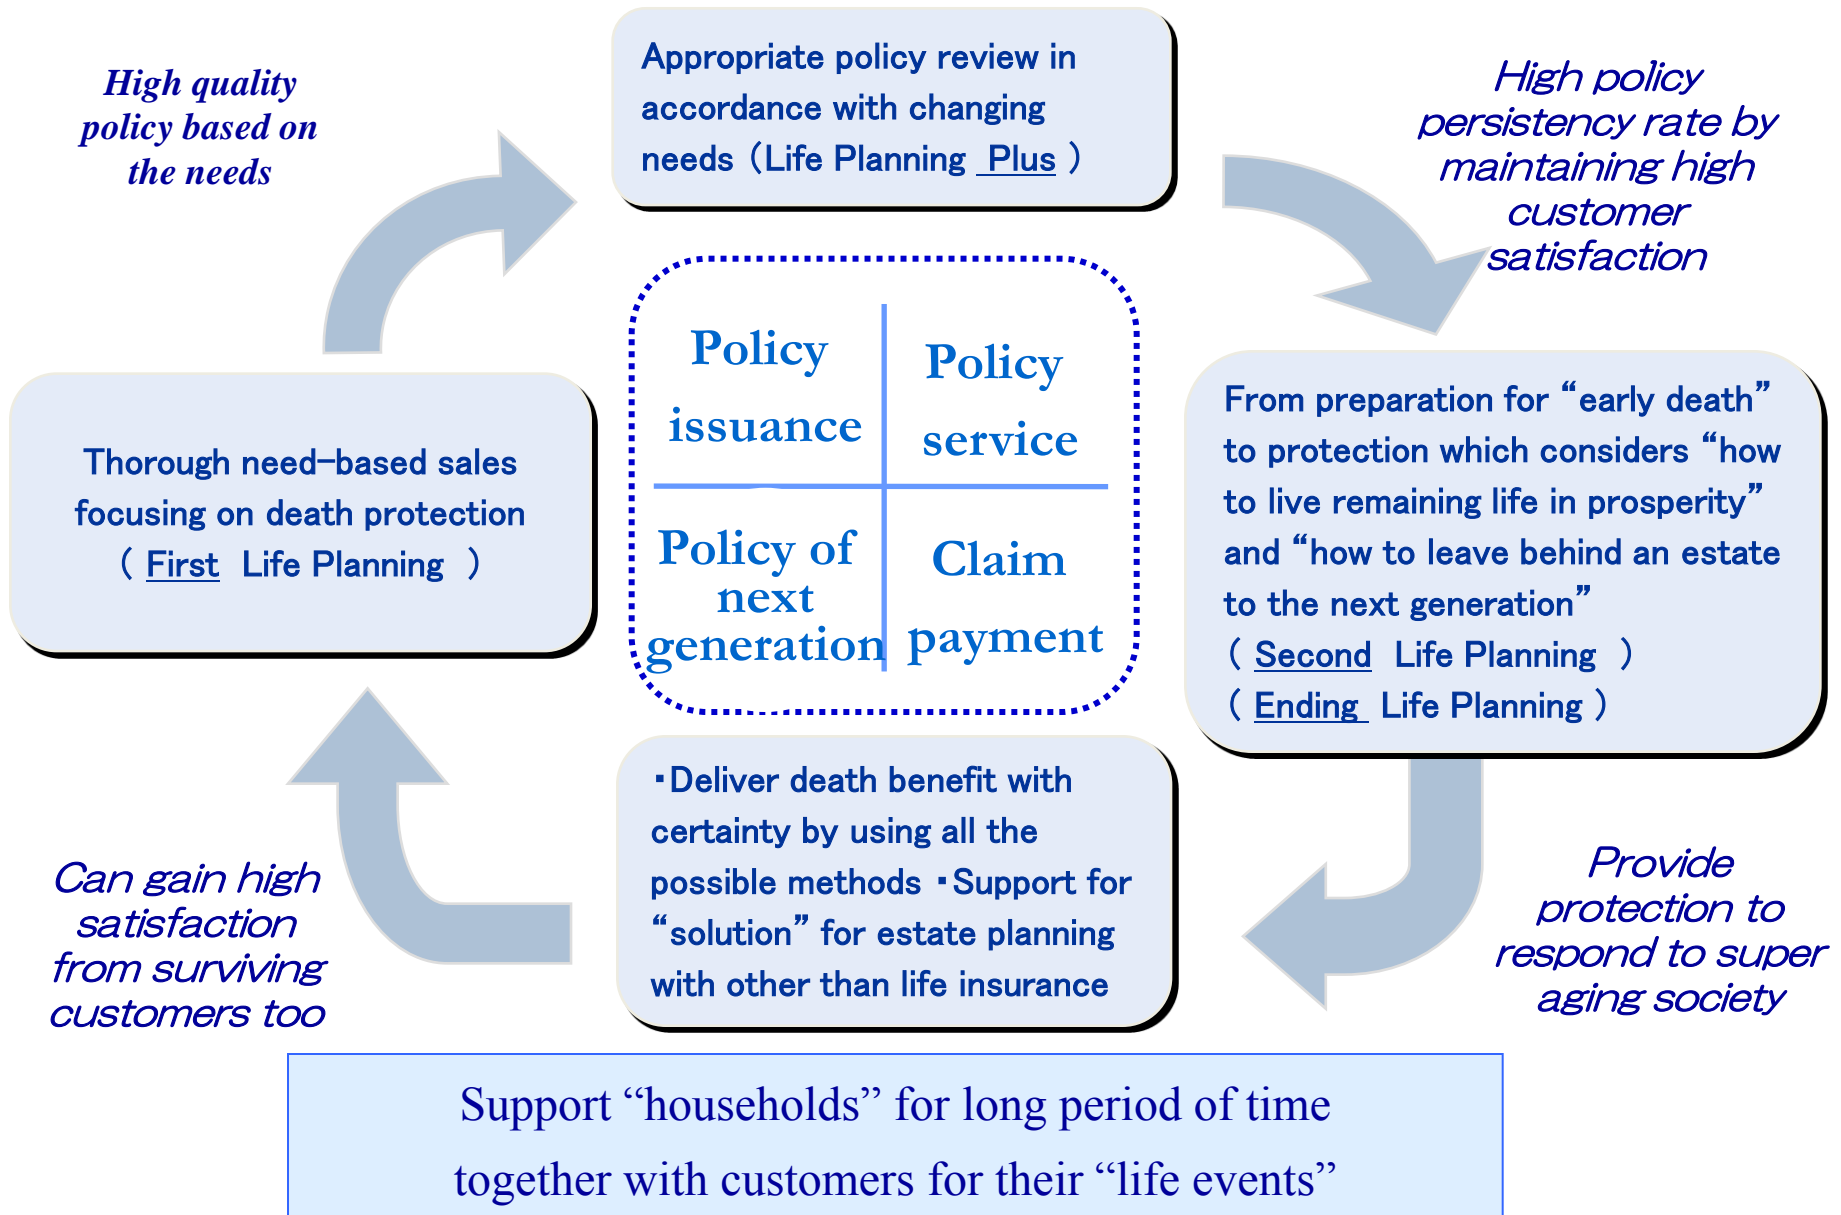 High quality
policy based on
the needs
Appropriate policy review in
accordance with changing
needs（Life Planning  Plus ）
High policy
persistency rate by
maintaining high
customer
satisfaction
Thorough need-based sales
focusing on death protection
（ First  Life Planning ）
Policy
issuance
Policy
service
Policy of
next
generation
Claim
payment
From preparation for “early death”
to protection which considers “how
to live remaining life in prosperity”
and “how to leave behind an estate
to the next generation”
（ Second  Life Planning ）
（ Ending  Life Planning ）
・Deliver death benefit with
certainty by using all the
possible methods ・Support for
“solution” for estate planning
with other than life insurance
Can gain high
satisfaction
from surviving
customers too
Provide
protection to
respond to super
aging society
Support “households” for long period of time
together with customers for their “life events”